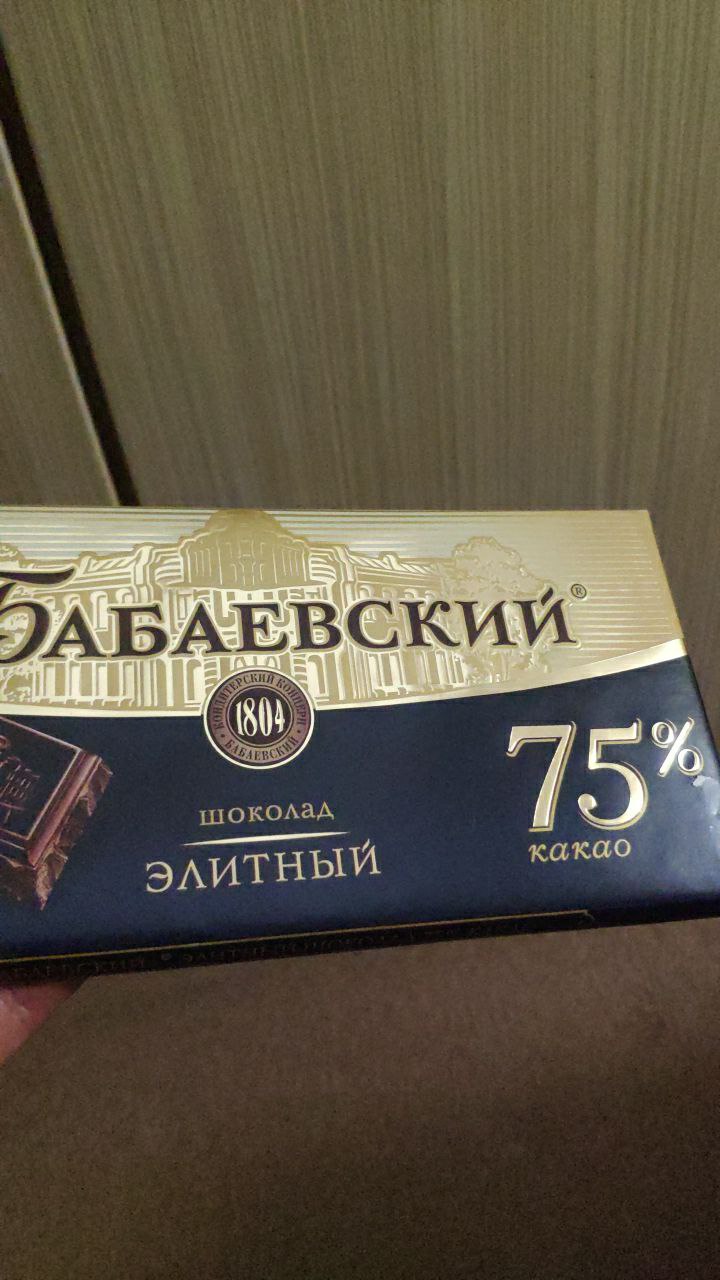 БАБАЕВСКИЙ®
КОНДИТЕРСКИЙ КОНЦЕРН
1804
БАБАЕВСКИЙ
75%
какао
шоколад
ЭЛИТНЫЙ